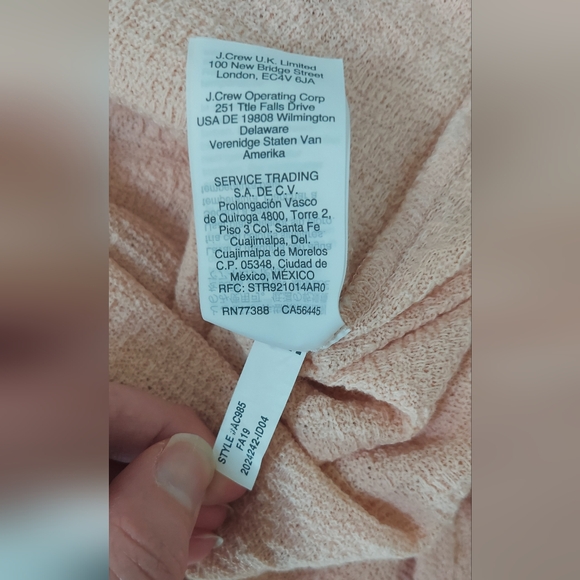 J.Crew U.K. Limited
100 New Bridge Street
London, EC4V 6JA
J.Crew Operating Corp
251 Ttle Falls Drive
USA DE 19808 Wilmington
Delaware
Verenidge Staten Van
Amerika
SERVICE TRADING
S.A. DE C.V.
Prolongación Vasco
de Quiroga 4800, Torre 2,
Piso 3 Col. Santa Fe
Cuajimalpa, Del.
Cuajimalpa de Morelos
C.P. 05348, Ciudad de
México, MÉXICO
RFC: STR921014AR0
RN77388 CA56445
STYLE #AC985
FA19
2024242-ID04